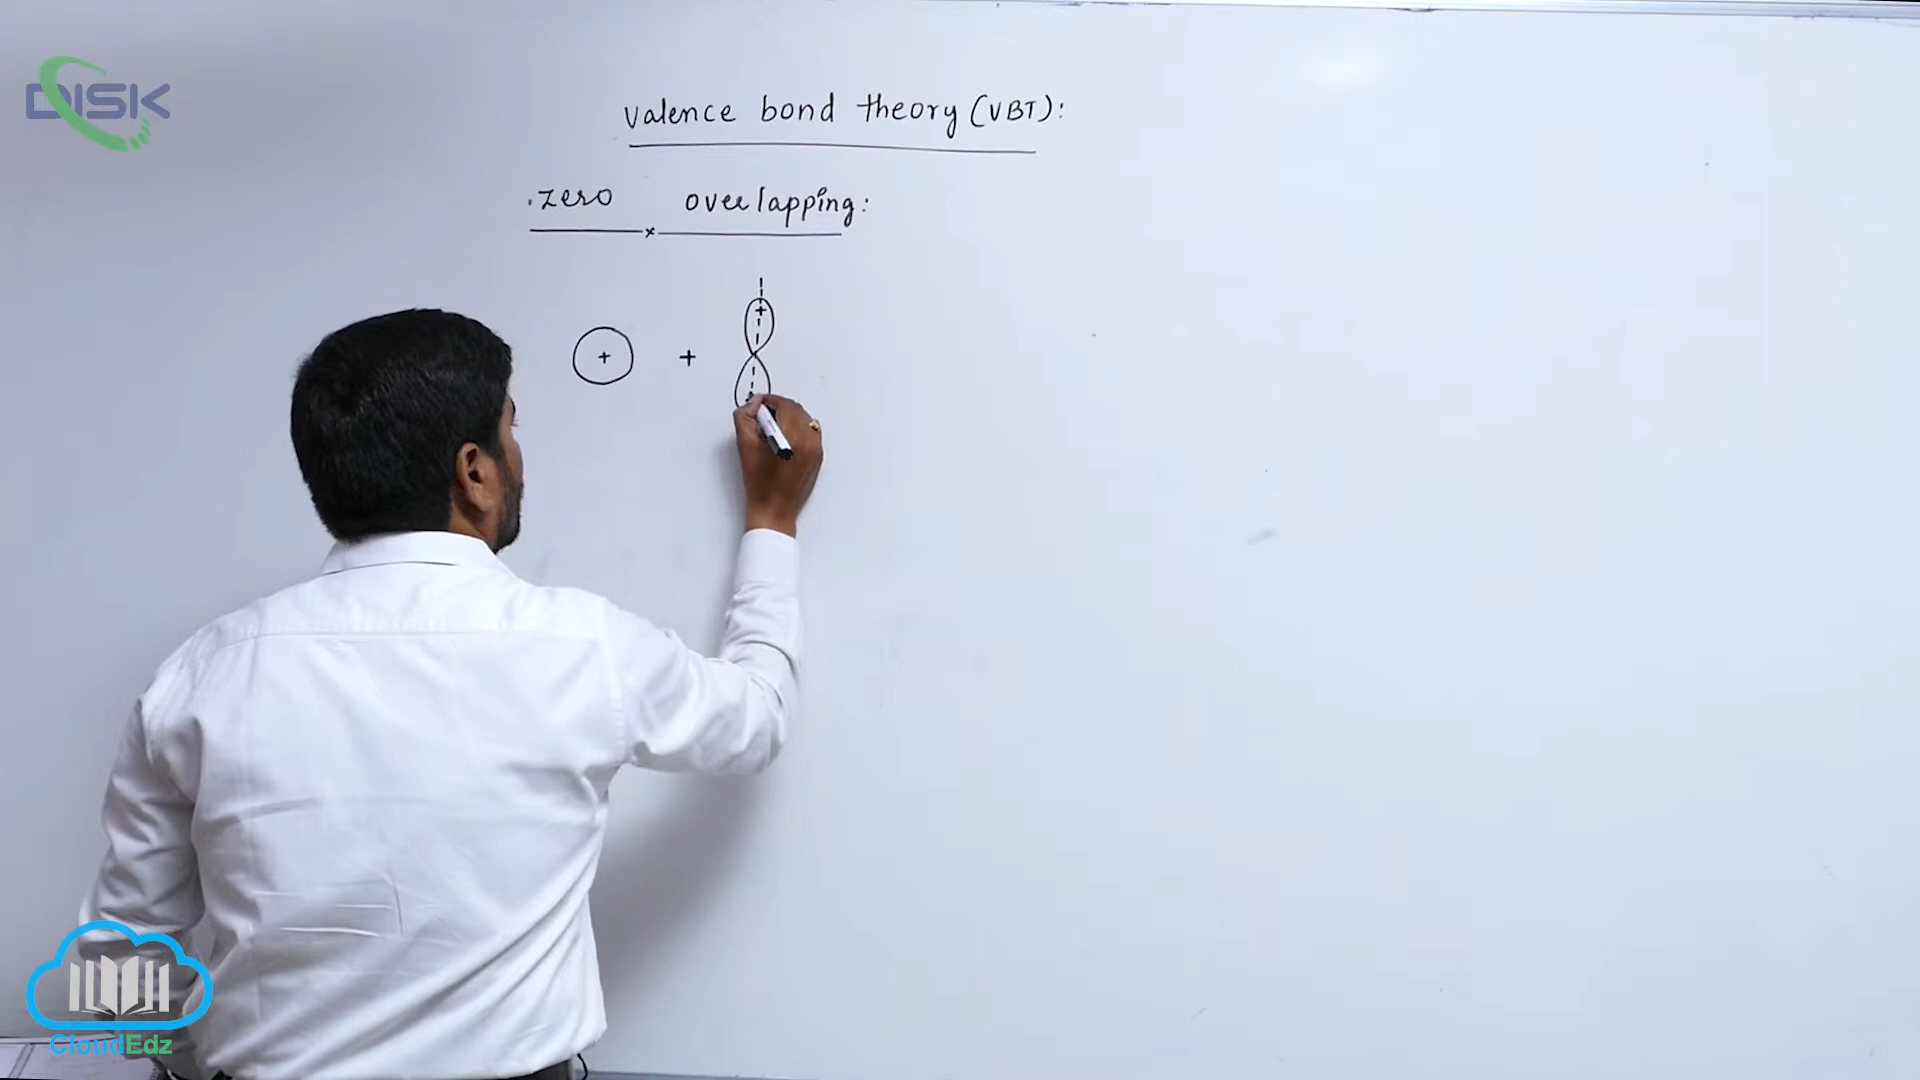 DISK
Valence bond theory (VBT):
.zero overlapping:
+ + +
CloudEdz